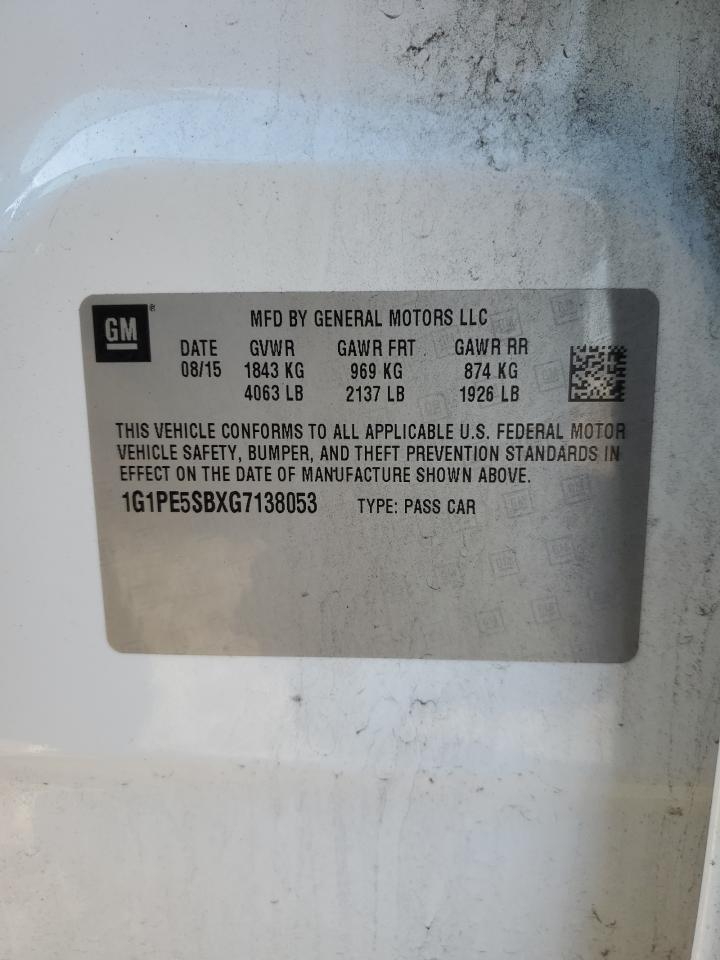 GM ®
MFD BY GENERAL MOTORS LLC
DATE GVWR GAWR FRT GAWR RR
08/15 1843 KG 969 KG 874 KG
4063 LB 2137 LB 1926 LB
THIS VEHICLE CONFORMS TO ALL APPLICABLE U.S. FEDERAL MOTOR
VEHICLE SAFETY, BUMPER, AND THEFT PREVENTION STANDARDS IN
EFFECT ON THE DATE OF MANUFACTURE SHOWN ABOVE.
1G1PE5SBXG7138053 TYPE: PASS CAR